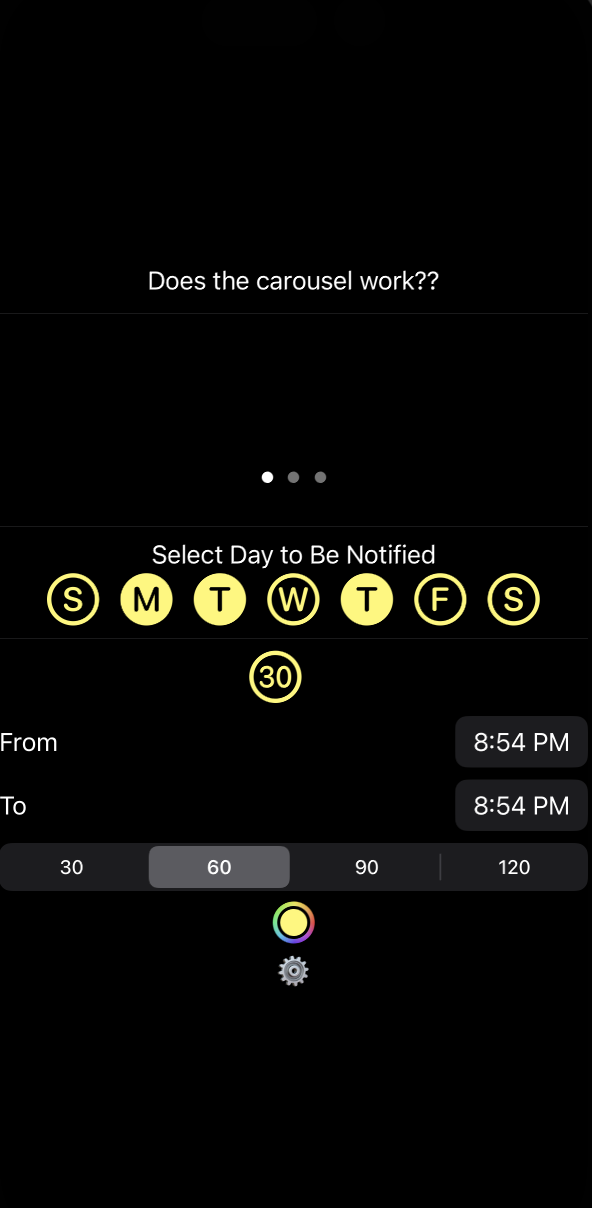 Does the carousel work??
Select Day to Be Notified
S M T W T F S
30
From 8:54 PM
To 8:54 PM
30 60 90 120